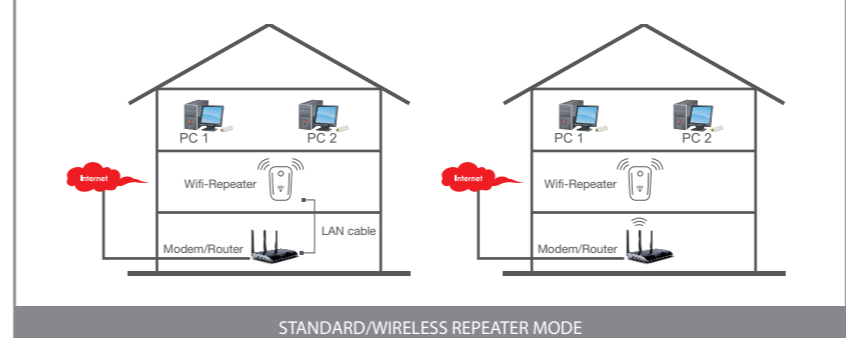 PC 1
PC 2
Internet
Wifi-Repeater
LAN cable
Modem/Router
PC 1
PC 2
Internet
Wifi-Repeater
Modem/Router
STANDARD/WIRELESS REPEATER MODE